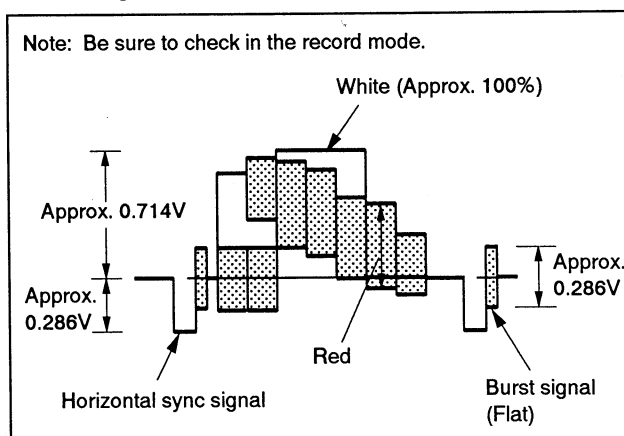 Note: Be sure to check in the record mode.
White (Approx. 100%)
Approx. 0.714V
Approx.
0.286V
Approx.
0.286V
Red
Horizontal sync signal
Burst signal
(Flat)